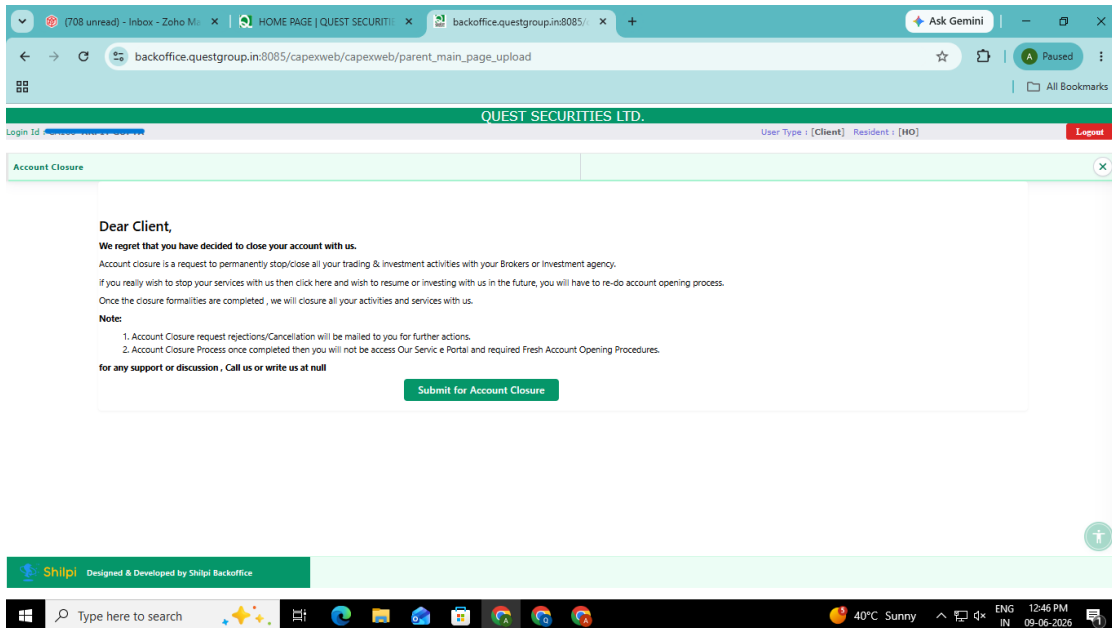 (708 unread) - Inbox - Zoho Ma
HOME PAGE | QUEST SECURITIE
backoffice.questgroup.in:8085/
Ask Gemini
backoffice.questgroup.in:8085/capexweb/capexweb/parent_main_page_upload
A
Paused
All Bookmarks
QUEST SECURITIES LTD.
Login Id :
User Type : [Client] Resident : [HO]
Logout
Account Closure
Dear Client,
We regret that you have decided to close your account with us.
Account closure is a request to permanently stop/close all your trading & investment activities with your Brokers or Investment agency.
if you really wish to stop your services with us then click here and wish to resume or investing with us in the future, you will have to re-do account opening process.
Once the closure formalities are completed , we will closure all your activities and services with us.
Note:
1. Account Closure request rejections/Cancellation will be mailed to you for further actions.
2. Account Closure Process once completed then you will not be access Our Servic e Portal and required Fresh Account Opening Procedures.
for any support or discussion , Call us or write us at null
Submit for Account Closure
Shilpi Designed & Developed by Shilpi Backoffice
Type here to search
40°C Sunny
ENG
IN
12:46 PM
09-06-2026